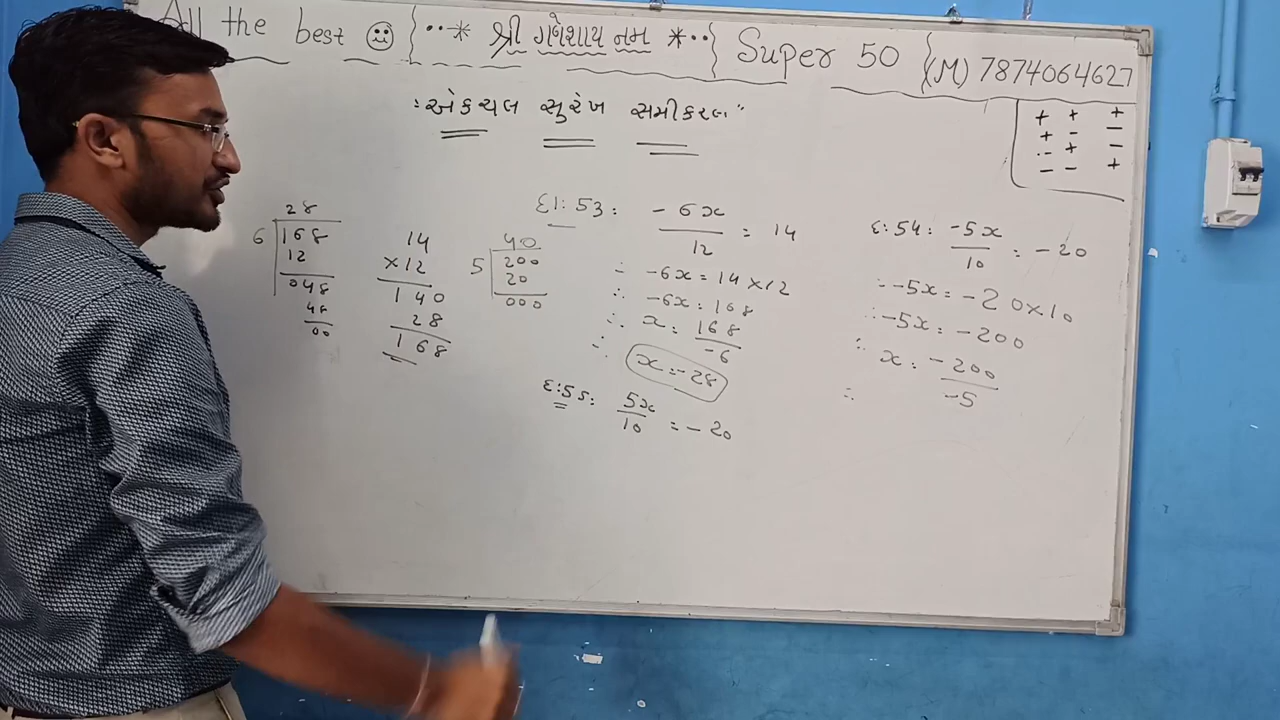 All the best ··* શ્રી ગણેશાય નમ *·· Super 50 (M) 7874064627
+ + +
+ - -
- + -
- - +
:એકચલ સુરેખ સમીકરણ"
28
6 168
12
048
48
00
14
×12
140
28
168
40
5 200
20
000
દા: 53: -6x/12 = 14
∴ -6x = 14×12
∴ -6x: 168
∴ x: 168/-6
∴ x = -28
દ: 54: -5x/10 = -20
∴ -5x = -20×10
∴ -5x: -200
∴ x: -200/-5
∴
દ: 55: 5x/10 = -20